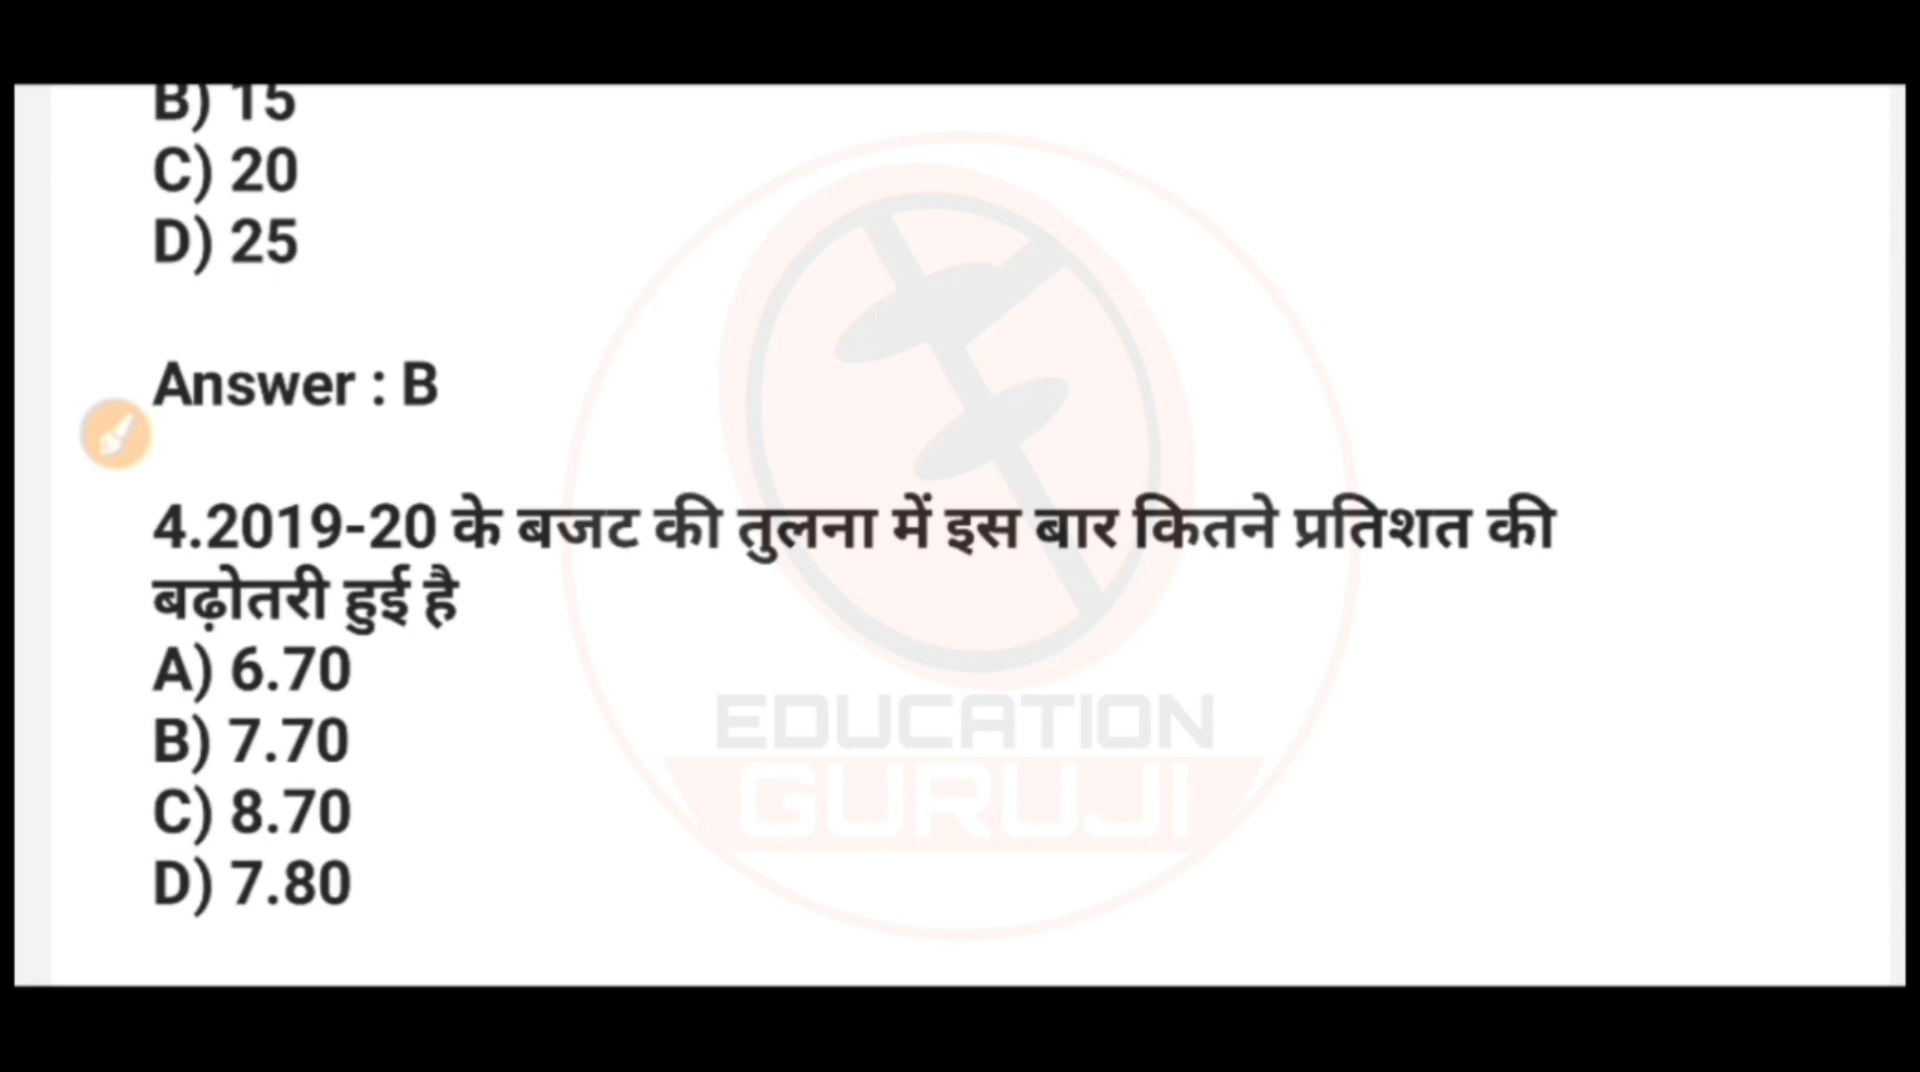 B) 15
C) 20
D) 25
Answer : B
4.2019-20 के बजट की तुलना में इस बार कितने प्रतिशत की
बढ़ोतरी हुई है
A) 6.70
B) 7.70
C) 8.70
D) 7.80
EDUCATION
GURUJI